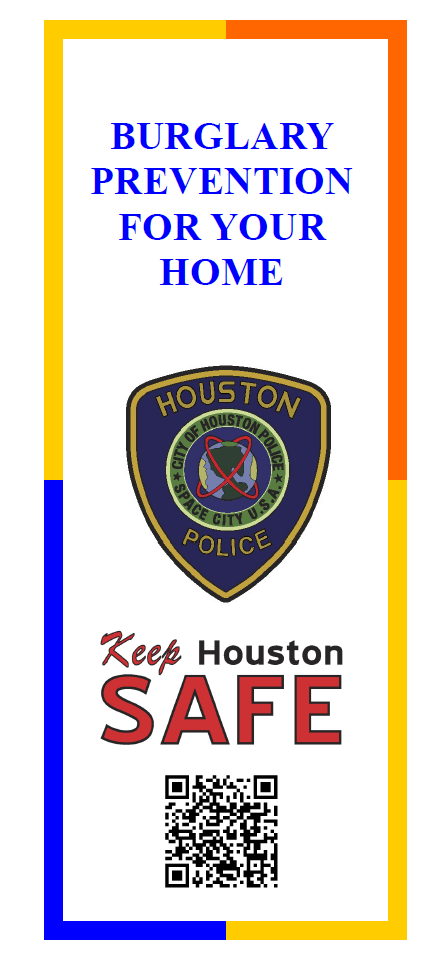 BURGLARY
PREVENTION
FOR YOUR
HOME
HOUSTON
CITY OF HOUSTON POLICE
SPACE CITY U.S.A.
POLICE
Keep Houston
SAFE